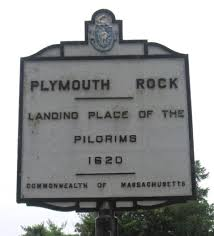 PLYMOUTH ROCK
LANDING PLACE OF THE
PILGRIMS
1620
COMMONWEALTH OF MASSACHUSETTS